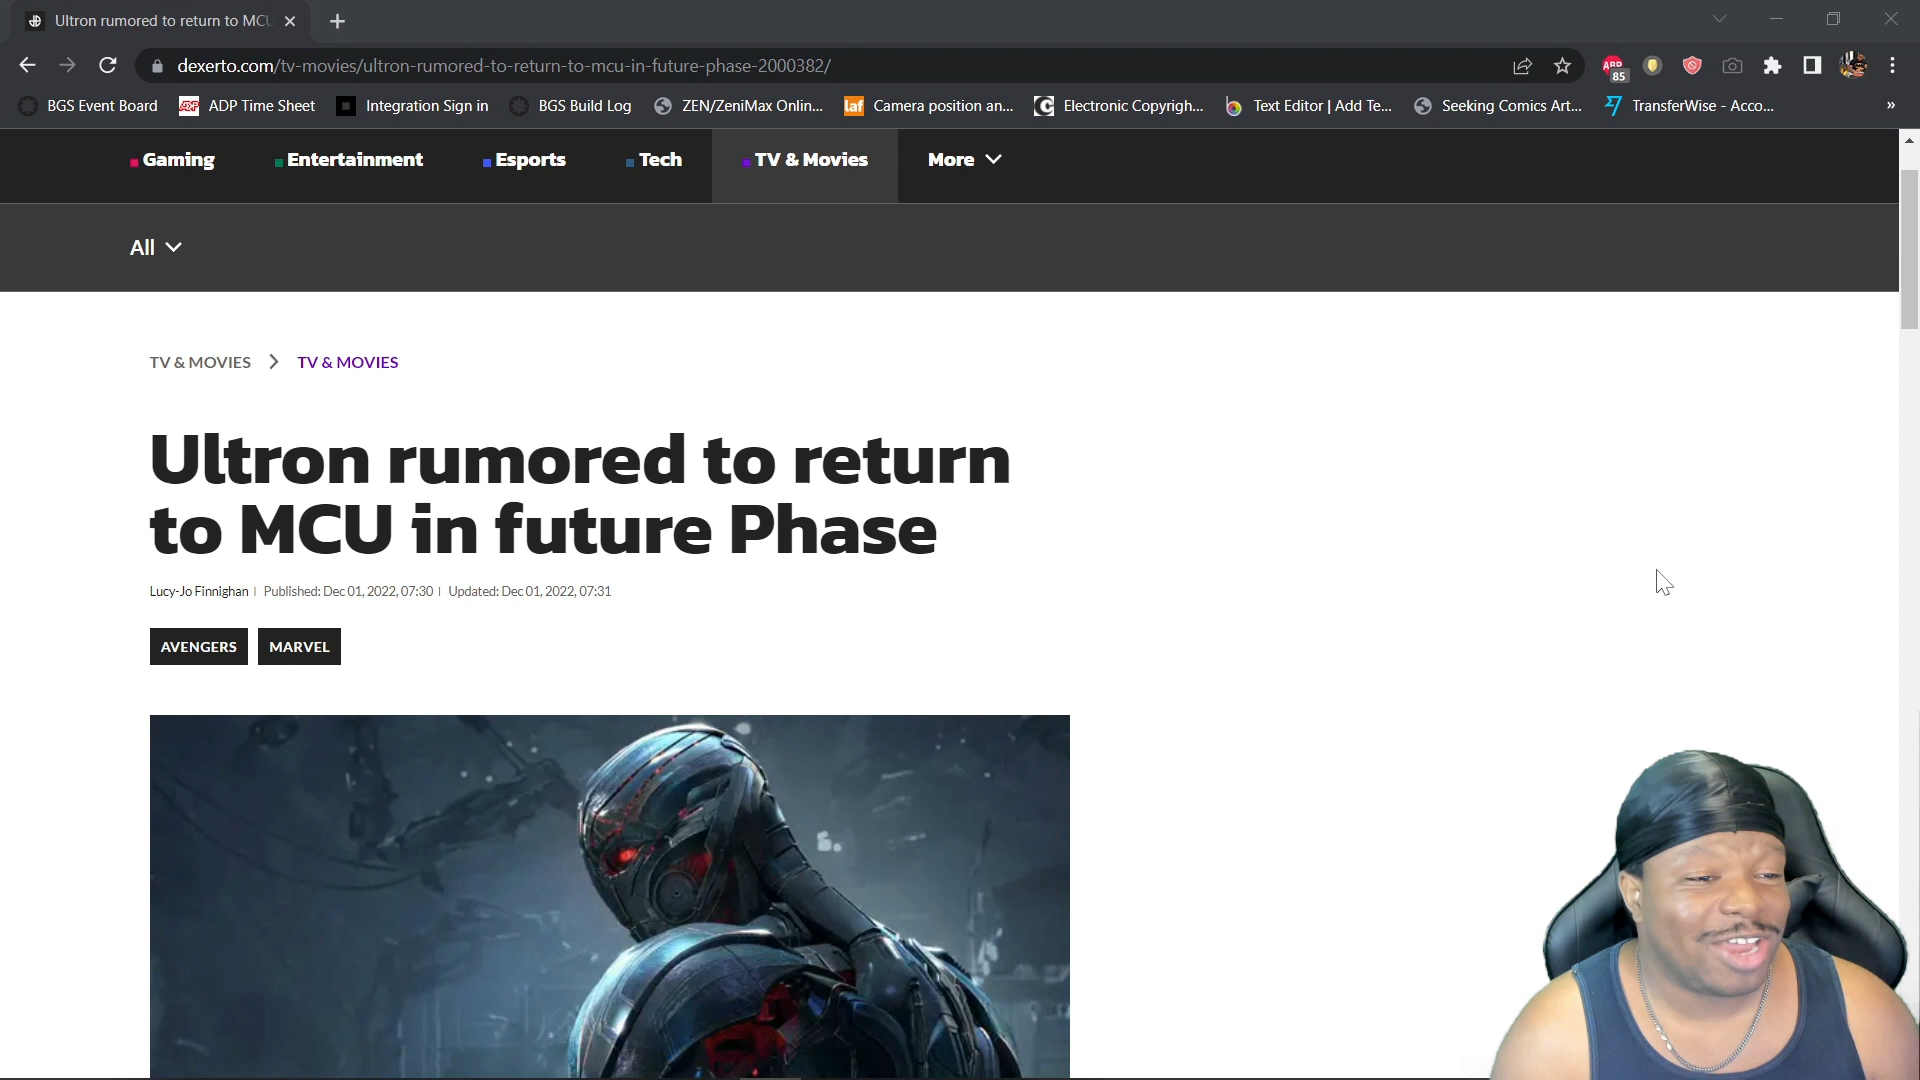 Ultron rumored to return to MCU
dexerto.com/tv-movies/ultron-rumored-to-return-to-mcu-in-future-phase-2000382/
ABP
85
BGS Event Board
ADP Time Sheet
Integration Sign in
BGS Build Log
ZEN/ZeniMax Onlin...
laf
Camera position an...
Electronic Copyrigh...
Text Editor | Add Te...
Seeking Comics Art...
TransferWise - Acco...
»
Gaming
Entertainment
Esports
Tech
TV & Movies
More
All
TV & MOVIES > TV & MOVIES
Ultron rumored to return
to MCU in future Phase
Lucy-Jo Finnighan | Published: Dec 01, 2022, 07:30 | Updated: Dec 01, 2022, 07:31
AVENGERS
MARVEL